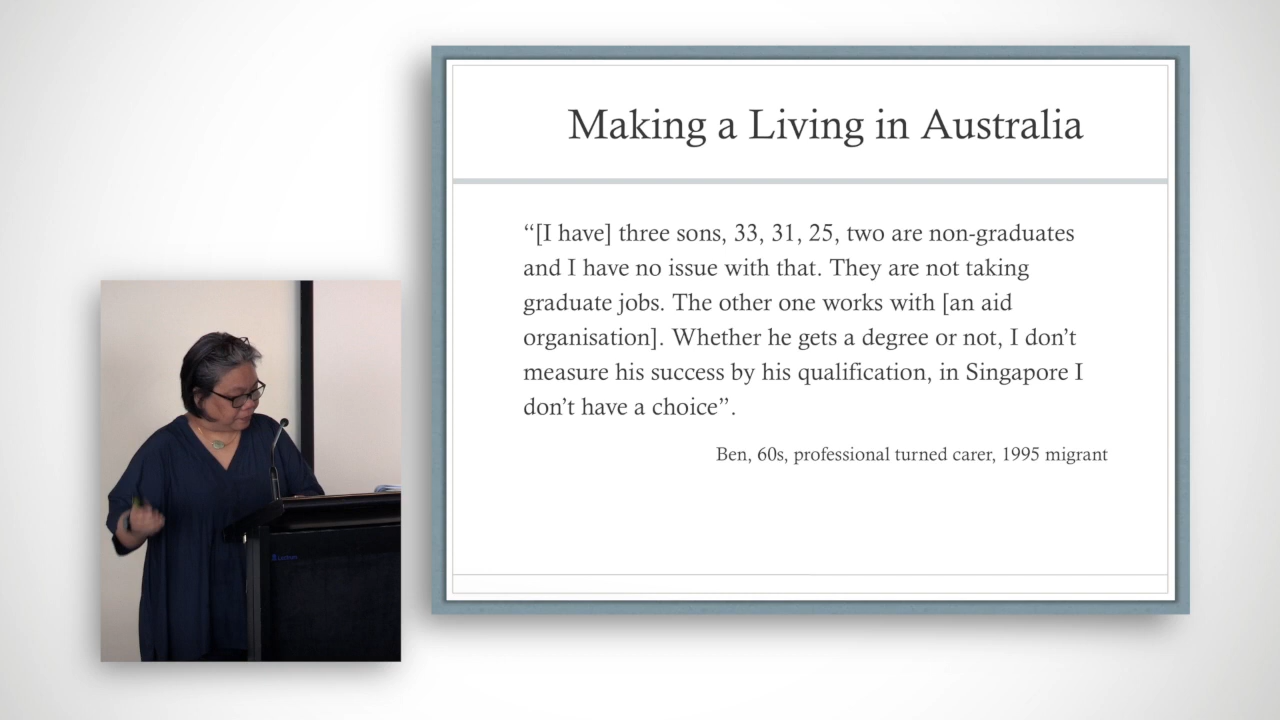 Making a Living in Australia
“[I have] three sons, 33, 31, 25, two are non-graduates
and I have no issue with that. They are not taking
graduate jobs. The other one works with [an aid
organisation]. Whether he gets a degree or not, I don’t
measure his success by his qualification, in Singapore I
don’t have a choice”.
Ben, 60s, professional turned carer, 1995 migrant